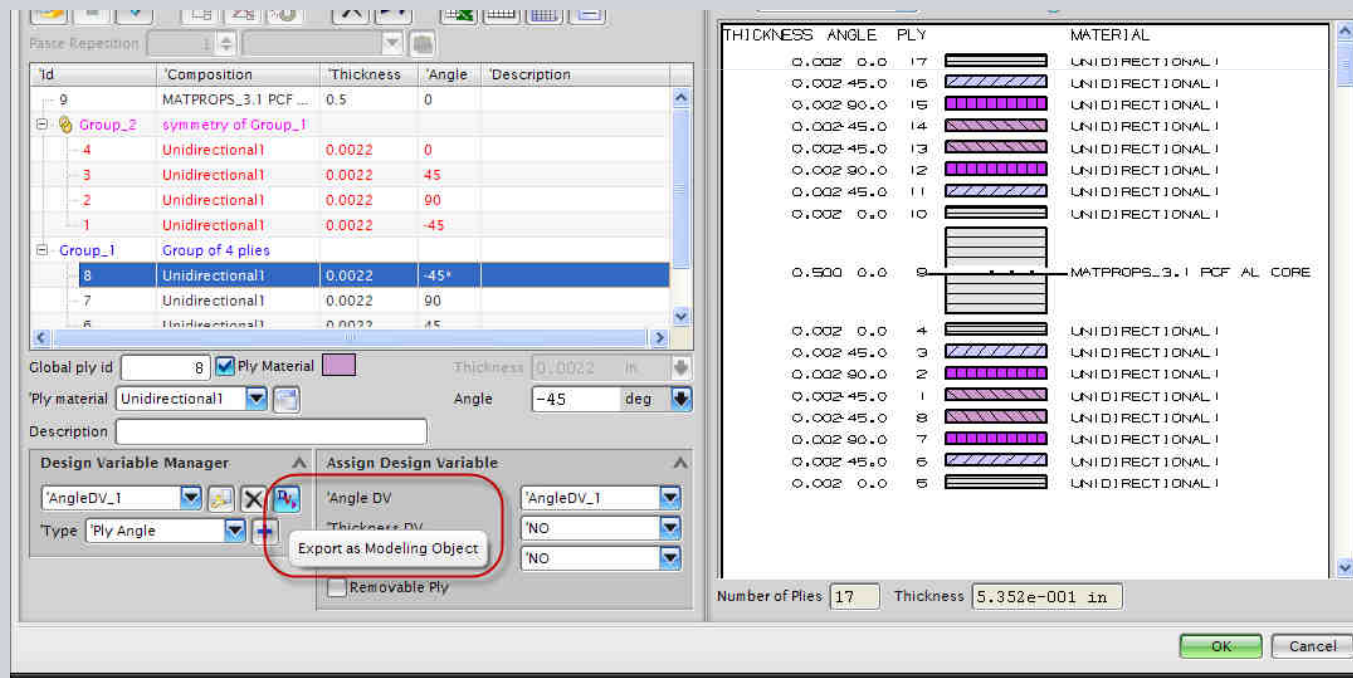 Paste Repetition 1
'Id 'Composition 'Thickness 'Angle 'Description
9 MATPROPS_3.1 PCF ... 0.5 0
Group_2 symmetry of Group_1
4 Unidirectional1 0.0022 0
3 Unidirectional1 0.0022 45
2 Unidirectional1 0.0022 90
1 Unidirectional1 0.0022 -45
Group_1 Group of 4 plies
8 Unidirectional1 0.0022 -45*
7 Unidirectional1 0.0022 90
6 Unidirectional1 0.0022 45
Global ply id 8 Ply Material Thickness 0.0022 in
'Ply material Unidirectional1 Angle -45 deg
Description
Design Variable Manager Assign Design Variable
'AngleDV_1 DV 'Angle DV 'AngleDV_1
'Type 'Ply Angle 'Thickness DV 'NO
Export as Modeling Object 'NO
Removable Ply
THICKNESS ANGLE PLY MATERIAL
0.002 0.0 17 UNIDIRECTIONAL1
0.002 45.0 16 UNIDIRECTIONAL1
0.002 90.0 15 UNIDIRECTIONAL1
0.002-45.0 14 UNIDIRECTIONAL1
0.002-45.0 13 UNIDIRECTIONAL1
0.002 90.0 12 UNIDIRECTIONAL1
0.002 45.0 11 UNIDIRECTIONAL1
0.002 0.0 10 UNIDIRECTIONAL1
0.500 0.0 9 MATPROPS_3.1 PCF AL CORE
0.002 0.0 4 UNIDIRECTIONAL1
0.002 45.0 3 UNIDIRECTIONAL1
0.002 90.0 2 UNIDIRECTIONAL1
0.002-45.0 1 UNIDIRECTIONAL1
0.002-45.0 8 UNIDIRECTIONAL1
0.002 90.0 7 UNIDIRECTIONAL1
0.002 45.0 6 UNIDIRECTIONAL1
0.002 0.0 5 UNIDIRECTIONAL1
Number of Plies 17 Thickness 5.352e-001 in
OK Cancel